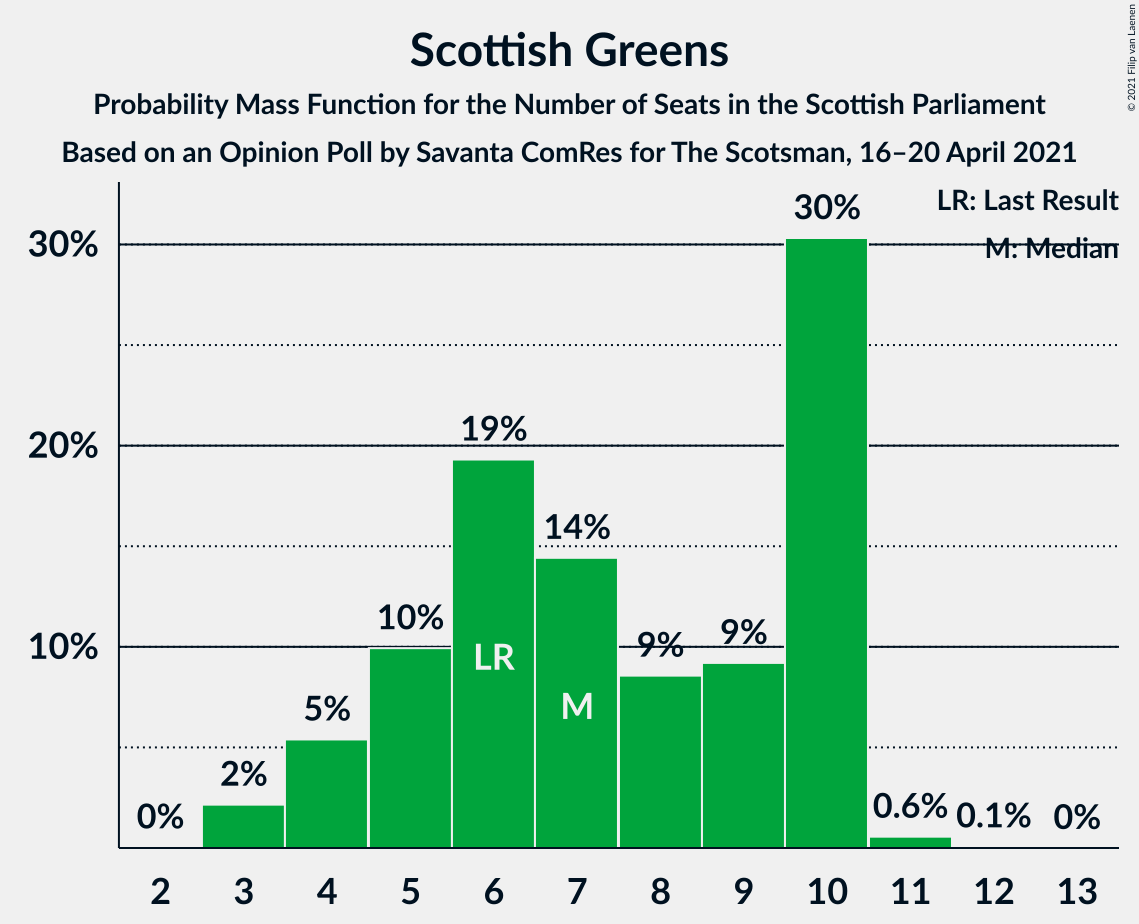 Scottish Greens
Probability Mass Function for the Number of Seats in the Scottish Parliament
Based on an Opinion Poll by Savanta ComRes for The Scotsman, 16–20 April 2021
© 2021 Filip van Laenen
LR: Last Result
M: Median
30%
20%
10%
0%
2%
5%
10%
19%
14%
9%
9%
30%
0.6%
0.1%
0%
LR
M
2 3 4 5 6 7 8 9 10 11 12 13